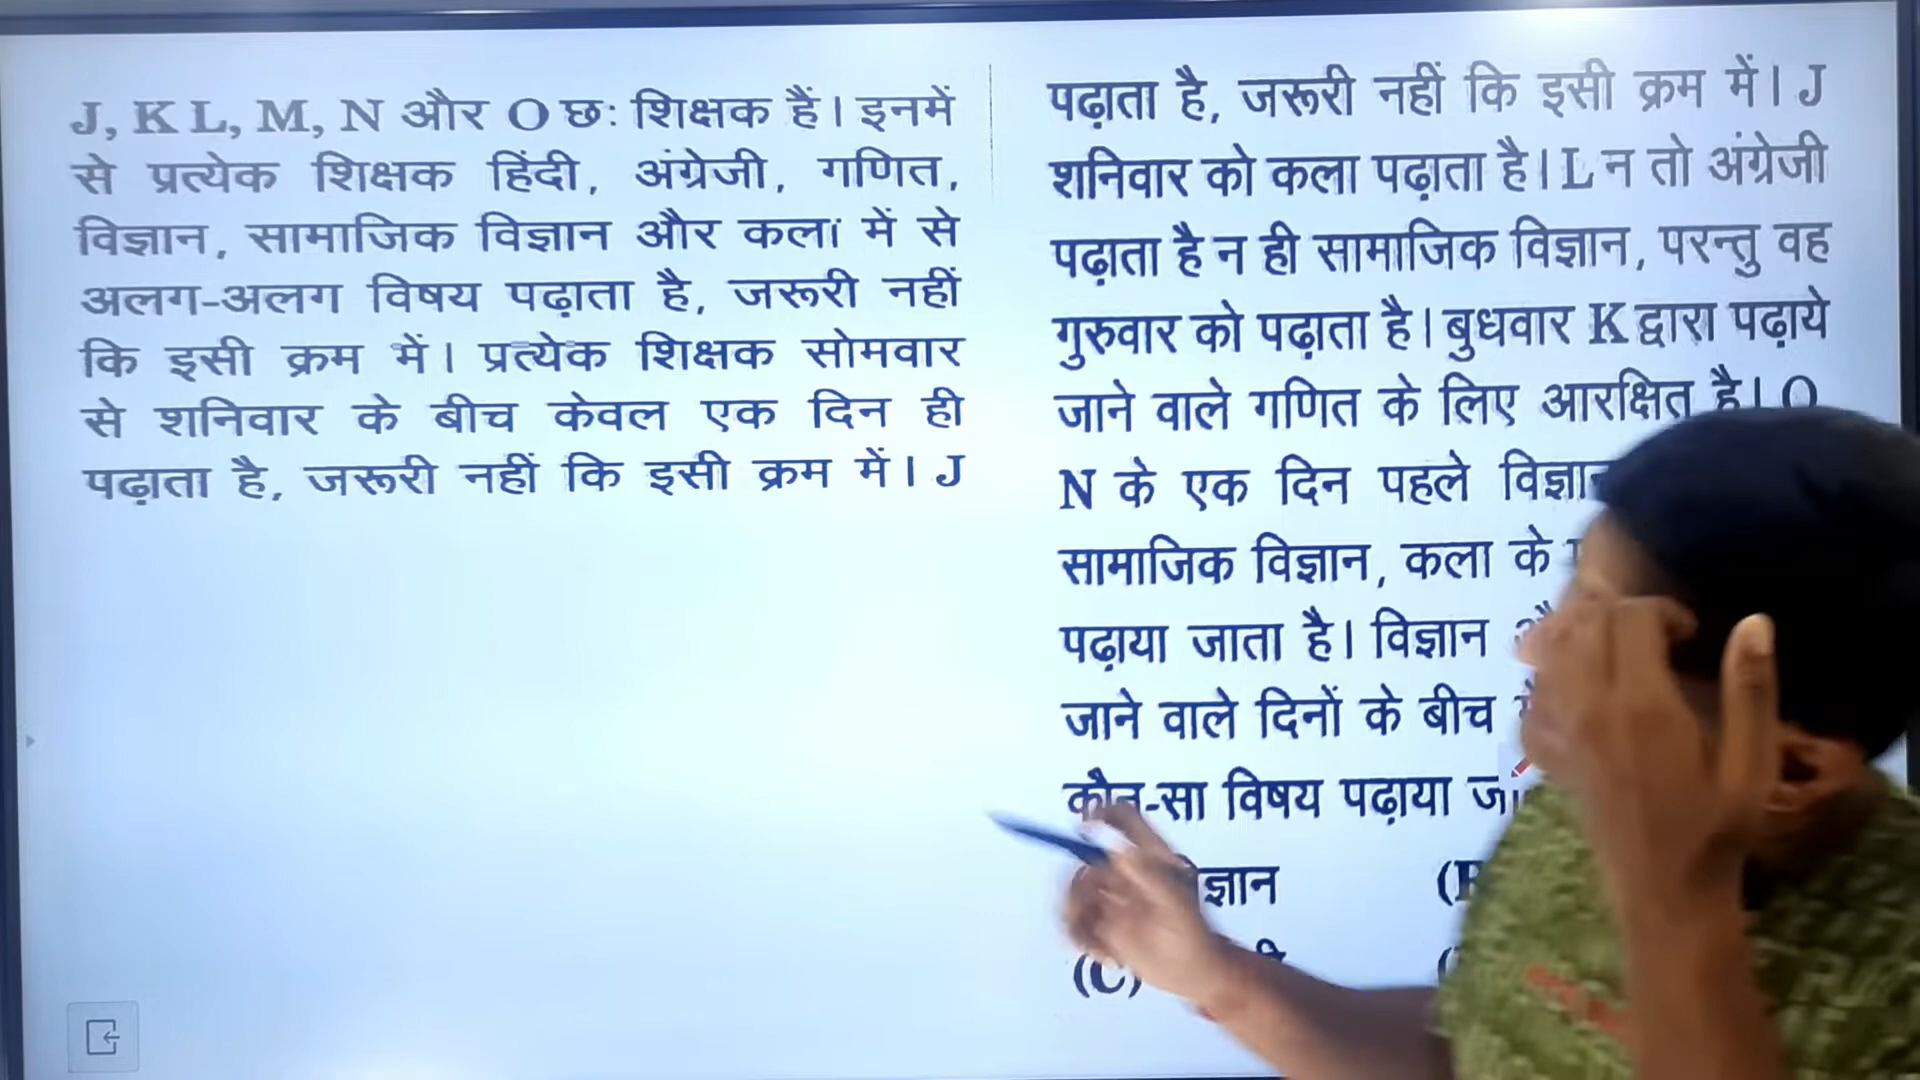 J, K L, M, N और O छः शिक्षक हैं। इनमें
से प्रत्येक शिक्षक हिंदी, अंग्रेजी, गणित,
विज्ञान, सामाजिक विज्ञान और कला में से
अलग-अलग विषय पढ़ाता है, जरूरी नहीं
कि इसी क्रम में। प्रत्येक शिक्षक सोमवार
से शनिवार के बीच केवल एक दिन ही
पढ़ाता है, जरूरी नहीं कि इसी क्रम में। J
पढ़ाता है, जरूरी नहीं कि इसी क्रम में। J
शनिवार को कला पढ़ाता है। L न तो अंग्रेजी
पढ़ाता है न ही सामाजिक विज्ञान, परन्तु वह
गुरुवार को पढ़ाता है। बुधवार K द्वारा पढ़ाये
जाने वाले गणित के लिए आरक्षित है। O
N के एक दिन पहले
सामाजिक विज्ञान, कला के
पढ़ाया जाता है। विज्ञान
जाने वाले दिनों के बीच
कौन-सा विषय पढ़ाया
(C)